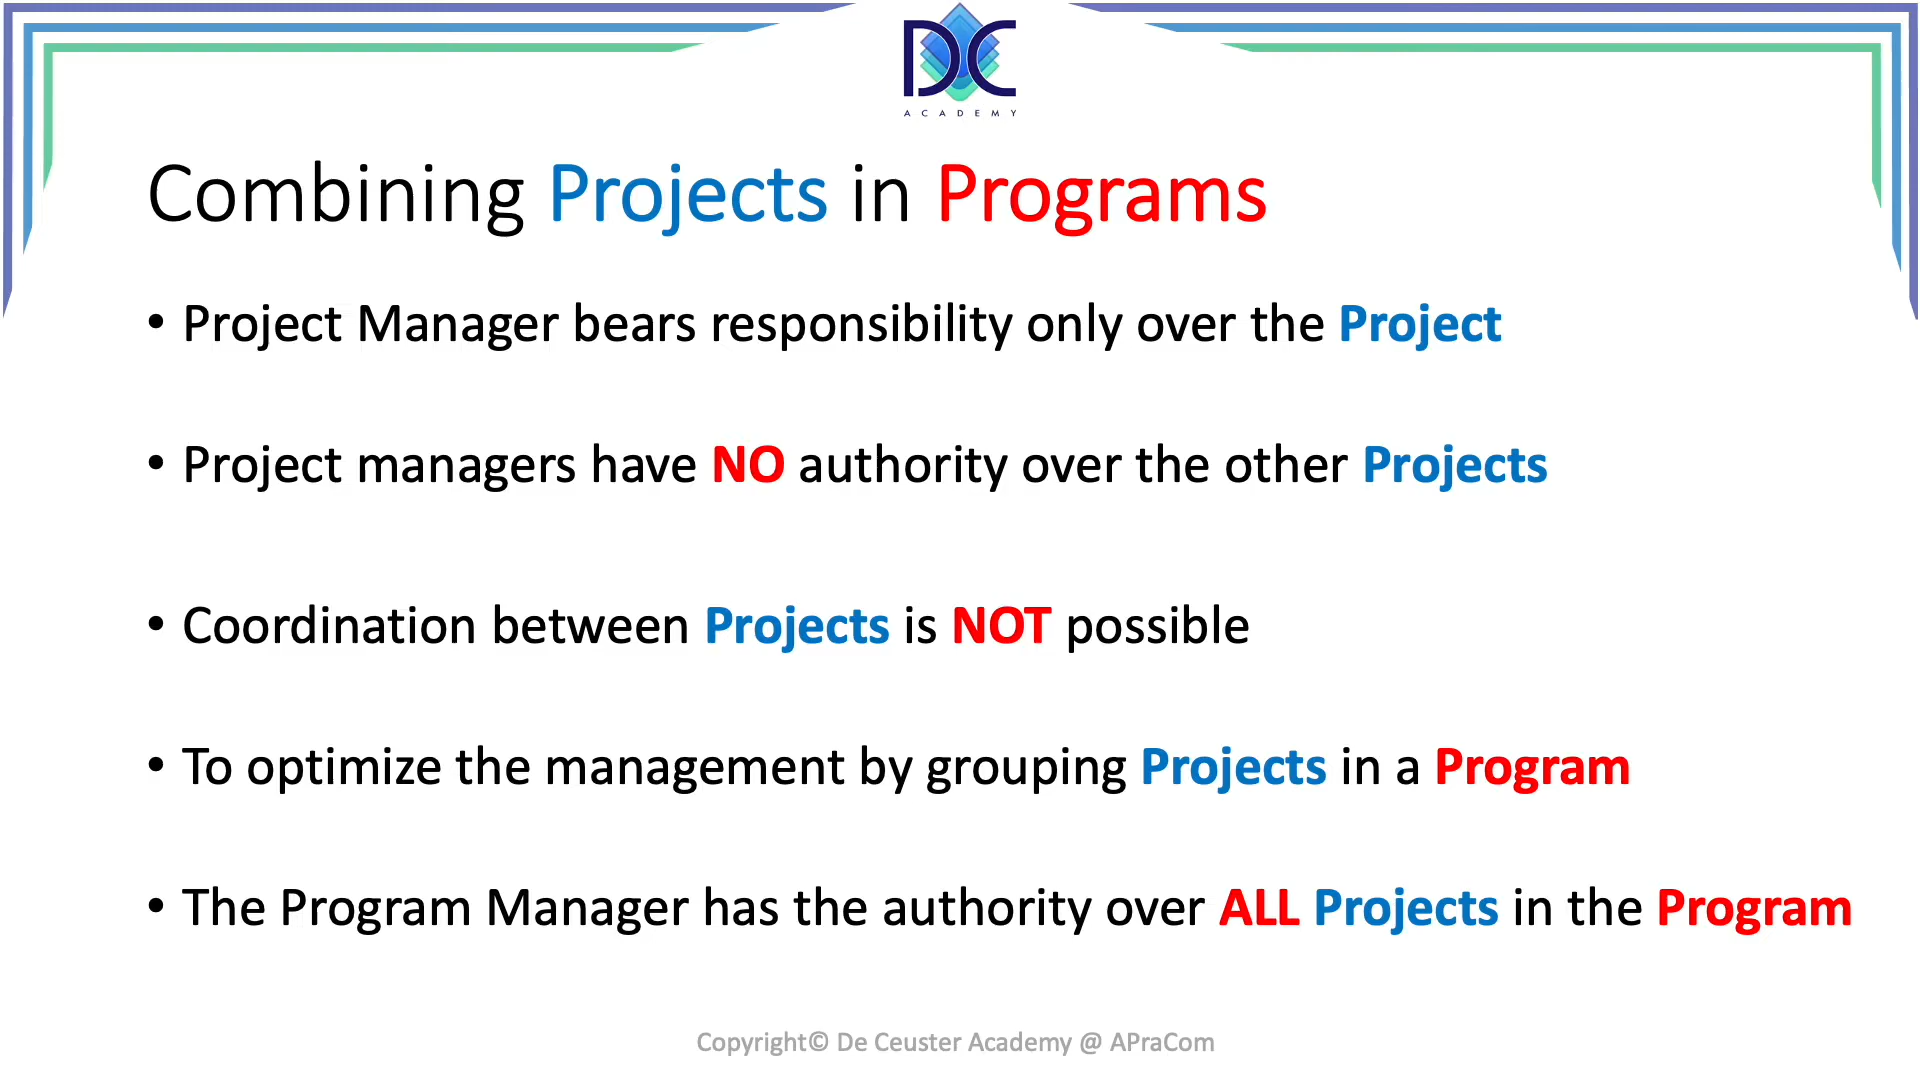 DC
ACADEMY
Combining Projects in Programs
• Project Manager bears responsibility only over the Project
• Project managers have NO authority over the other Projects
• Coordination between Projects is NOT possible
• To optimize the management by grouping Projects in a Program
• The Program Manager has the authority over ALL Projects in the Program
Copyright© De Ceuster Academy @ APraCom